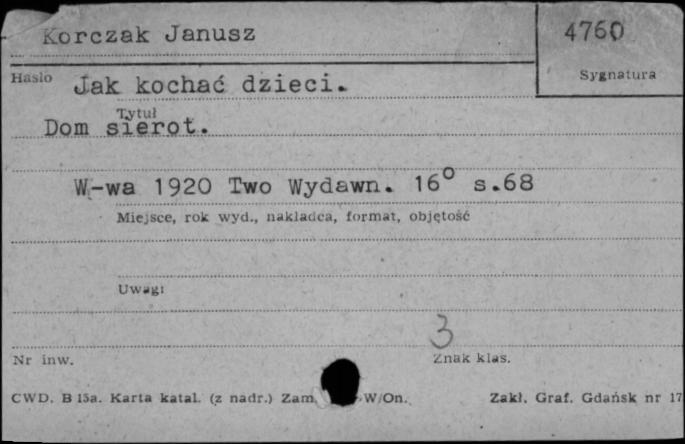 Korczak Janusz
4760
Hasło
Sygnatura
Jak kochać dzieci.
Tytuł
Dom sierot.
W-wa 1920 Two Wydawn. 16° s.68
Miejsce, rok wyd., nakładca, format, objętość
Uwagi
3
Nr inw.
Znak klas.
CWD. B 15a. Karta katal. (z nadr.) Zam. W/On.
Zakł. Graf. Gdańsk nr 17